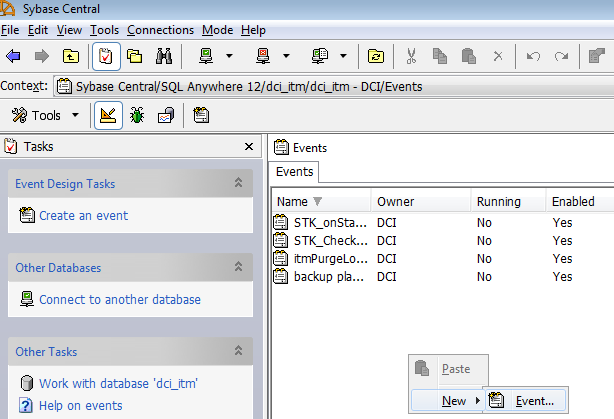 Sybase Central
File Edit View Tools Connections Mode Help
Context: Sybase Central/SQL Anywhere 12/dci_itm/dci_itm - DCI/Events
Tools
Tasks
Event Design Tasks
Create an event
Other Databases
Connect to another database
Other Tasks
Work with database 'dci_itm'
Help on events
Events
Events
Name Owner Running Enabled
STK_onSta... DCI No Yes
STK_Check... DCI No Yes
itmPurgeLo... DCI No Yes
backup pla... DCI No Yes
Paste
New Event...